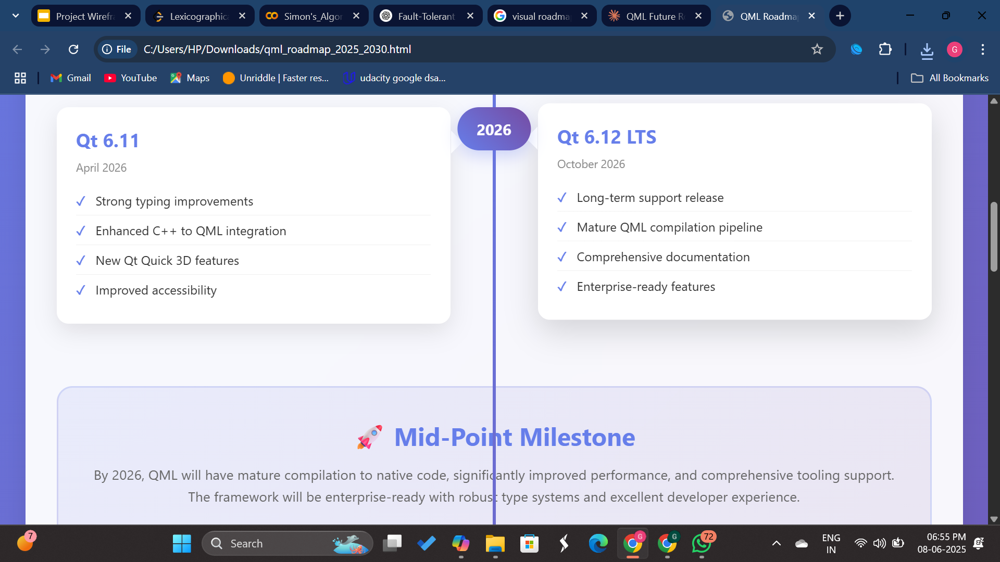 Project Wirefr
Lexicographica
Simon's_Algor
Fault-Tolerant
visual roadma
QML Future R
QML Roadma
File
C:/Users/HP/Downloads/qml_roadmap_2025_2030.html
G
Gmail
YouTube
Maps
Unriddle | Faster res...
udacity google dsa...
All Bookmarks
2026
Qt 6.11
April 2026
✓ Strong typing improvements
✓ Enhanced C++ to QML integration
✓ New Qt Quick 3D features
✓ Improved accessibility
Qt 6.12 LTS
October 2026
✓ Long-term support release
✓ Mature QML compilation pipeline
✓ Comprehensive documentation
✓ Enterprise-ready features
🚀 Mid-Point Milestone
By 2026, QML will have mature compilation to native code, significantly improved performance, and comprehensive tooling support.
The framework will be enterprise-ready with robust type systems and excellent developer experience.
7
Search
G
G
72
ENG
IN
06:55 PM
08-06-2025